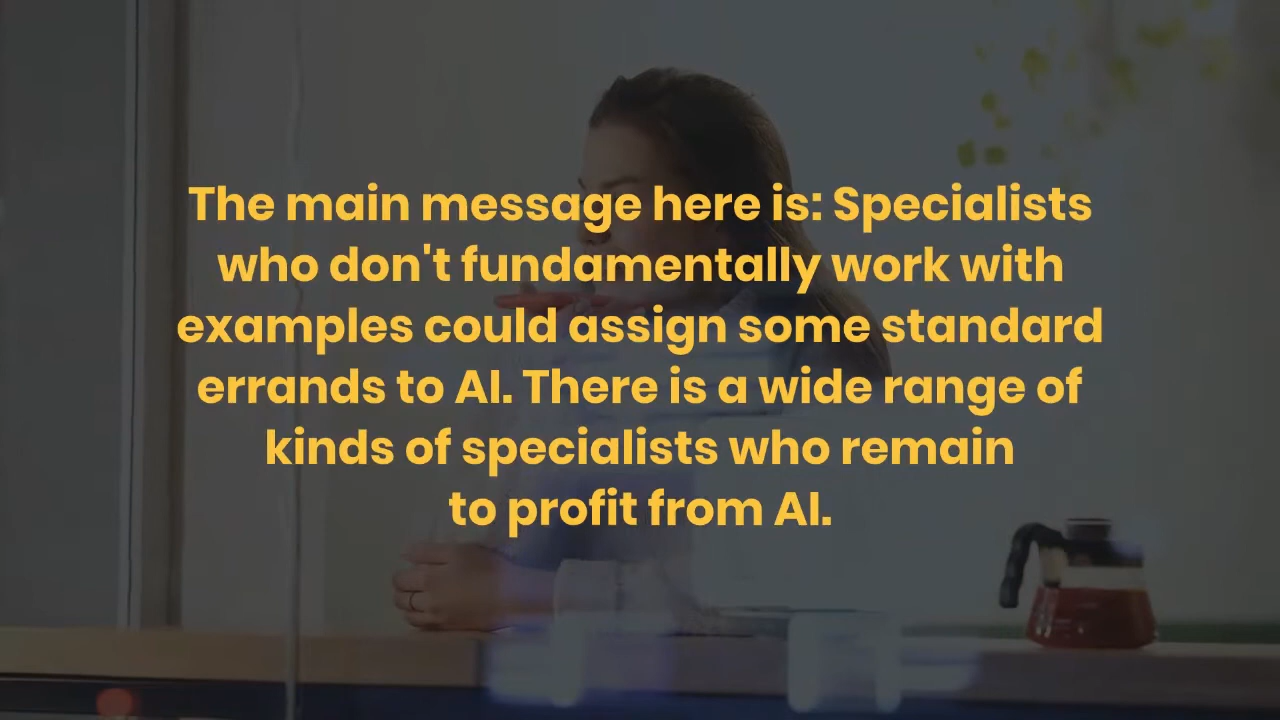 The main message here is: Specialists
who don't fundamentally work with
examples could assign some standard
errands to AI. There is a wide range of
kinds of specialists who remain
to profit from AI.